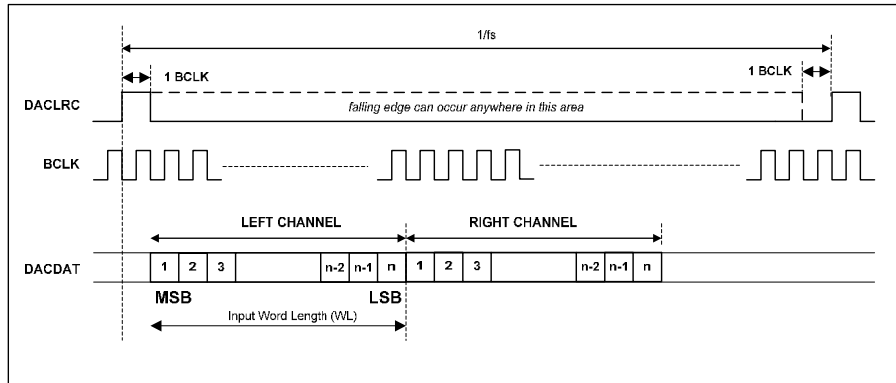 1/fs
1 BCLK
1 BCLK
DACLRC
falling edge can occur anywhere in this area
BCLK
LEFT CHANNEL
RIGHT CHANNEL
DACDAT
1 2 3 n-2 n-1 n 1 2 3 n-2 n-1 n
MSB
LSB
Input Word Length (WL)